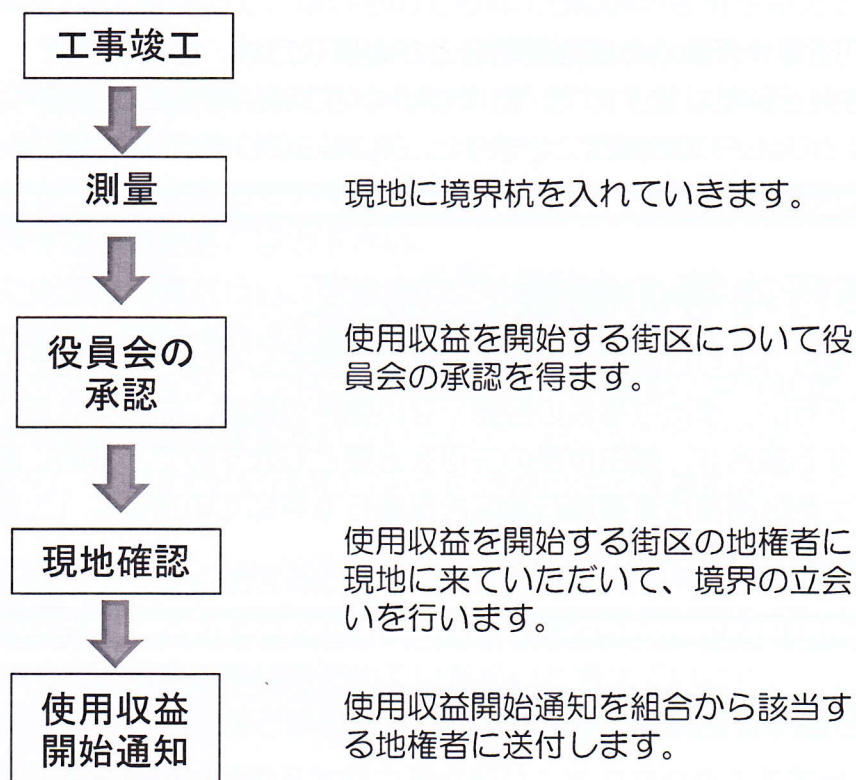 工事竣工
測量
現地に境界杭を入れていきます。
役員会の
承認
使用収益を開始する街区について役
員会の承認を得ます。
現地確認
使用収益を開始する街区の地権者に
現地に来ていただいて、境界の立会
いを行います。
使用収益
開始通知
使用収益開始通知を組合から該当す
る地権者に送付します。